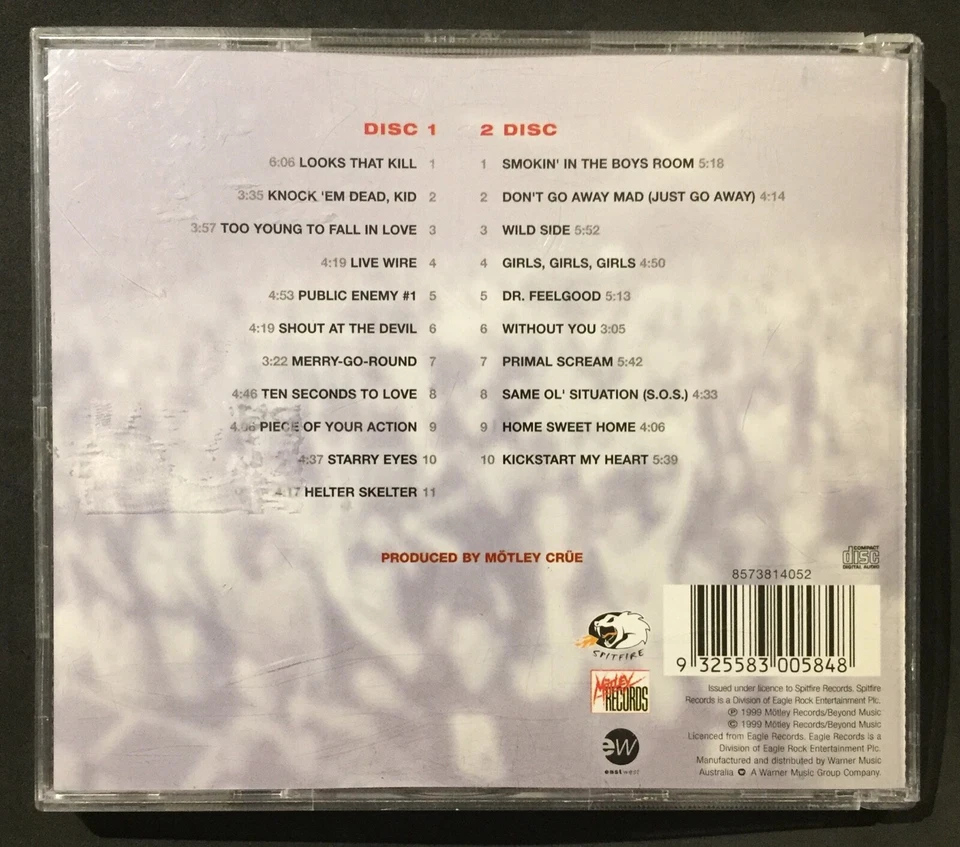 DISC 1
6:06 LOOKS THAT KILL 1
3:35 KNOCK 'EM DEAD, KID 2
3:57 TOO YOUNG TO FALL IN LOVE 3
4:19 LIVE WIRE 4
4:53 PUBLIC ENEMY #1 5
4:19 SHOUT AT THE DEVIL 6
3:22 MERRY-GO-ROUND 7
4:46 TEN SECONDS TO LOVE 8
PIECE OF YOUR ACTION 9
4:37 STARRY EYES 10
4:17 HELTER SKELTER 11
2 DISC
1 SMOKIN' IN THE BOYS ROOM 5:18
2 DON'T GO AWAY MAD (JUST GO AWAY) 4:14
3 WILD SIDE 5:52
4 GIRLS, GIRLS, GIRLS 4:50
5 DR. FEELGOOD 5:13
6 WITHOUT YOU 3:05
7 PRIMAL SCREAM 5:42
8 SAME OL' SITUATION (S.O.S.) 4:33
9 HOME SWEET HOME 4:06
10 KICKSTART MY HEART 5:39
PRODUCED BY MÖTLEY CRÜE
COMPACT
disc
DIGITAL AUDIO
8573814052
9 325583 005848
SPITFIRE
MÖTLEY
RECORDS
ew
eastwest
Issued under licence to Spitfire Records. Spitfire
Records is a Division of Eagle Rock Entertainment Plc.
℗ 1999 Mötley Records/Beyond Music
© 1999 Mötley Records/Beyond Music
Licenced from Eagle Records. Eagle Records is a
Division of Eagle Rock Entertainment Plc.
Manufactured and distributed by Warner Music
Australia A Warner Music Group Company.